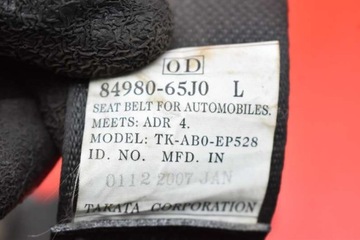 OD
84980-65J0 L
SEAT BELT FOR AUTOMOBILES.
MEETS: ADR 4.
MODEL: TK-AB0-EP528
ID. NO. MFD. IN
0112 2007 JAN
TAKATA CORPORATION